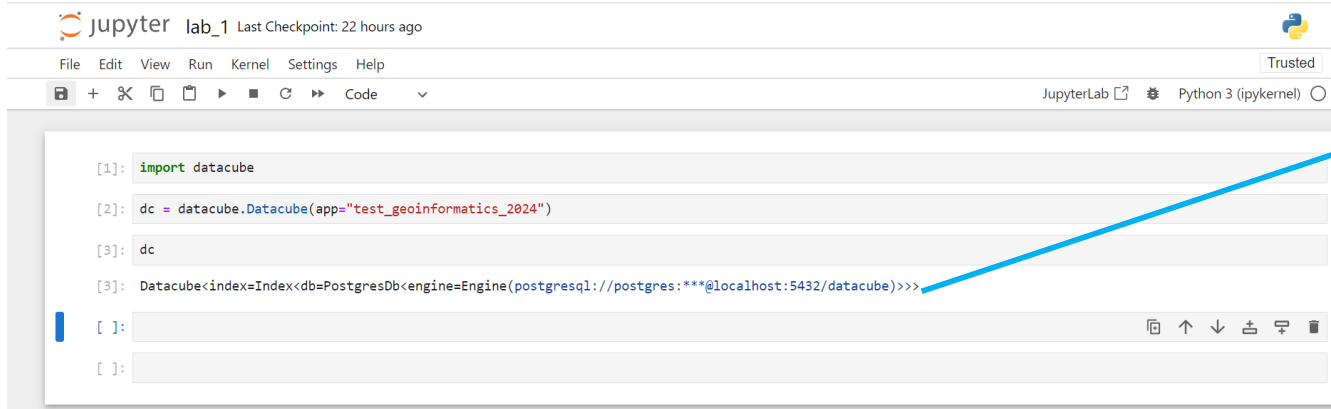 jupyter lab_1 Last Checkpoint: 22 hours ago
File Edit View Run Kernel Settings Help Trusted
Code JupyterLab Python 3 (ipykernel)
[1]: import datacube
[2]: dc = datacube.Datacube(app="test_geoinformatics_2024")
[3]: dc
[3]: Datacube<index=Index<db=PostgresDb<engine=Engine(postgresql://postgres:***@localhost:5432/datacube)>>>
[ ]:
[ ]: